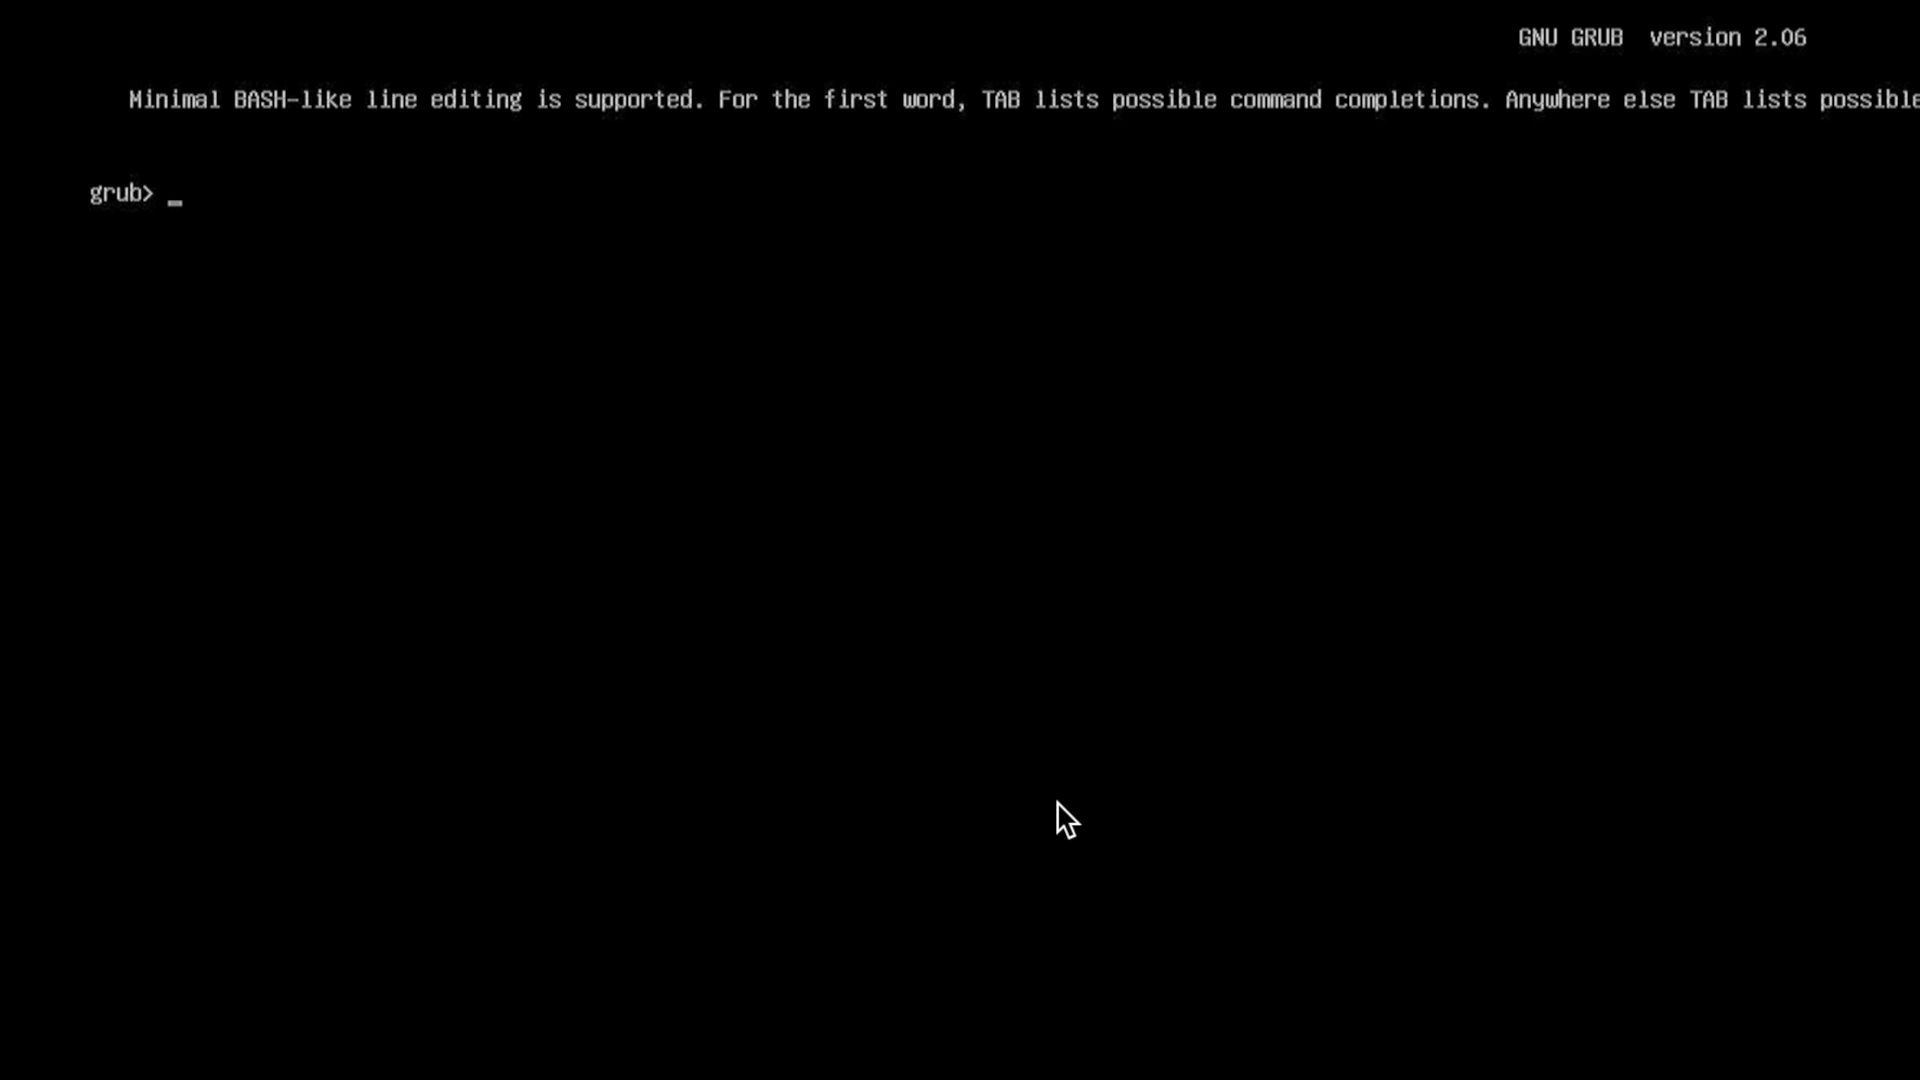 GNU GRUB  version 2.06
Minimal BASH-like line editing is supported. For the first word, TAB lists possible command completions. Anywhere else TAB lists possible
grub> _